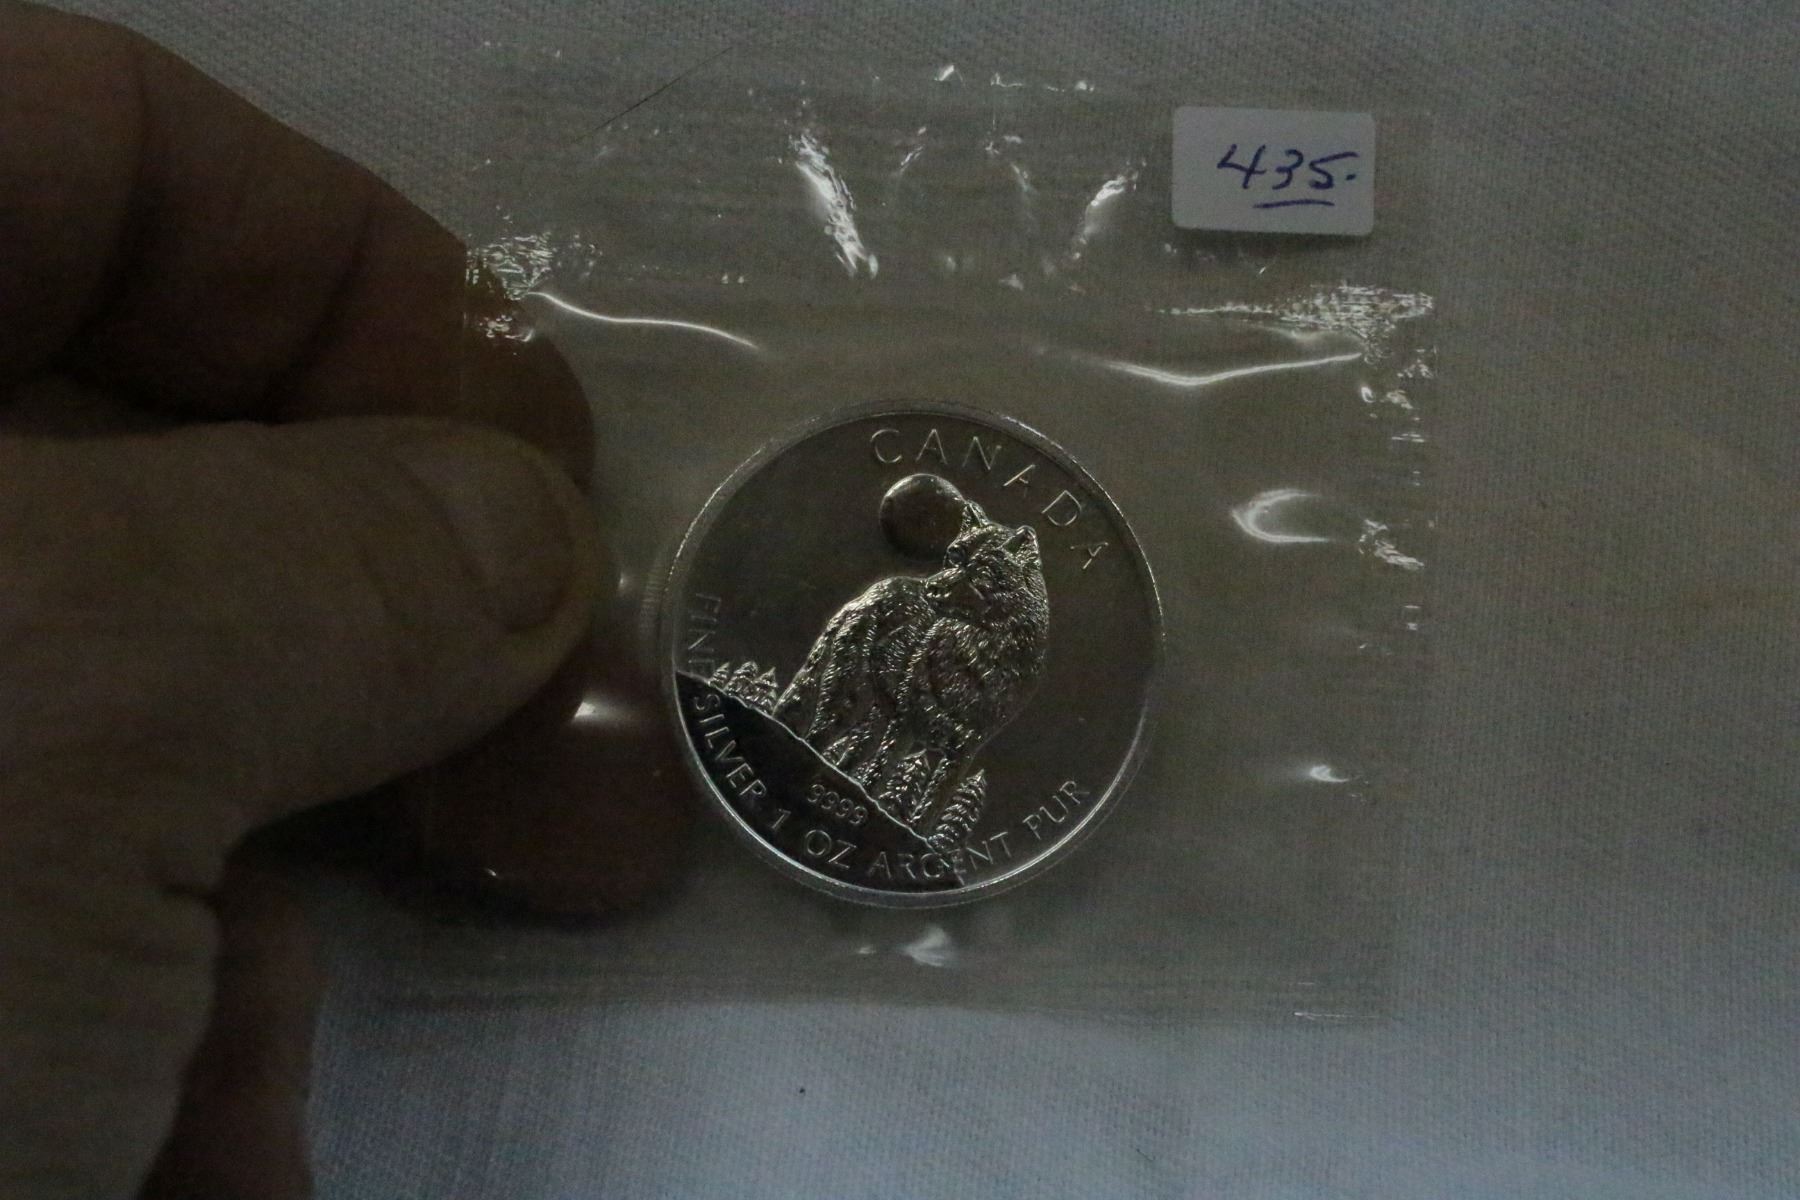 435.
CANADA
FINE SILVER 1 OZ ARGENT PUR
9999